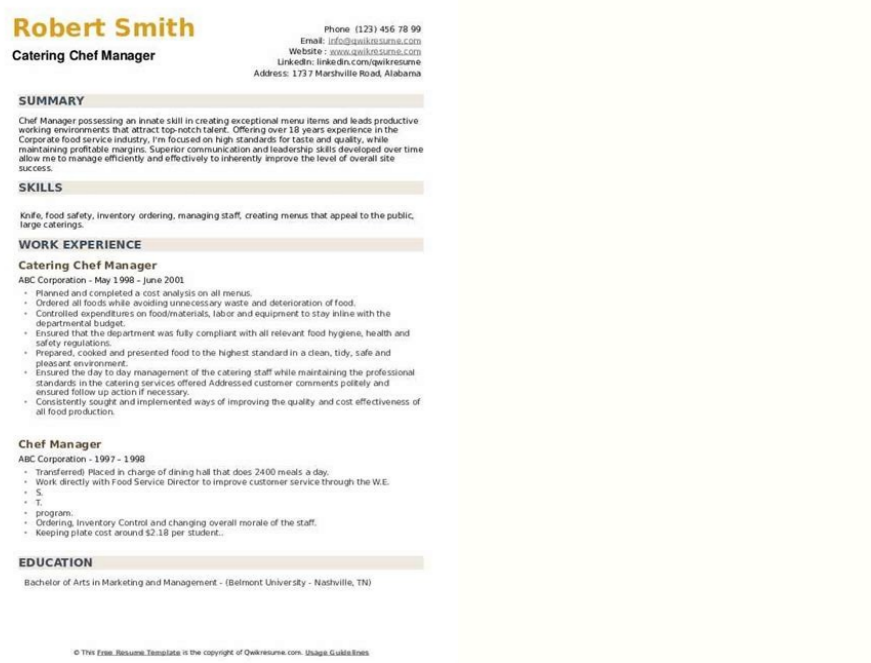 Robert Smith
Catering Chef Manager
Phone (123) 456 78 99
Email: info@qwikresume.com
Website : www.qwikresume.com
LinkedIn: linkedin.com/qwikresume
Address: 1737 Marshville Road, Alabama
SUMMARY
Chef Manager possessing an innate skill in creating exceptional menu items and leads productive
working environments that attract top-notch talent. Offering over 18 years experience in the
Corporate food service industry, I'm focused on high standards for taste and quality, while
maintaining profitable margins. Superior communication and leadership skills developed over time
allow me to manage efficiently and effectively to inherently improve the level of overall site
success.
SKILLS
Knife, food safety, inventory ordering, managing staff, creating menus that appeal to the public,
large caterings.
WORK EXPERIENCE
Catering Chef Manager
ABC Corporation - May 1998 – June 2001
• Planned and completed a cost analysis on all menus.
• Ordered all foods while avoiding unnecessary waste and deterioration of food.
• Controlled expenditures on food/materials, labor and equipment to stay inline with the
departmental budget.
• Ensured that the department was fully compliant with all relevant food hygiene, health and
safety regulations.
• Prepared, cooked and presented food to the highest standard in a clean, tidy, safe and
pleasant environment.
• Ensured the day to day management of the catering staff while maintaining the professional
standards in the catering services offered Addressed customer comments politely and
ensured follow up action if necessary.
• Consistently sought and implemented ways of improving the quality and cost effectiveness of
all food production.
Chef Manager
ABC Corporation - 1997 – 1998
• Transferred) Placed in charge of dining hall that does 2400 meals a day.
• Work directly with Food Service Director to improve customer service through the W.E.
• S.
• T.
• program.
• Ordering, Inventory Control and changing overall morale of the staff.
• Keeping plate cost around $2.18 per student..
EDUCATION
Bachelor of Arts in Marketing and Management - (Belmont University - Nashville, TN)
© This Free Resume Template is the copyright of Qwikresume.com. Usage Guidelines